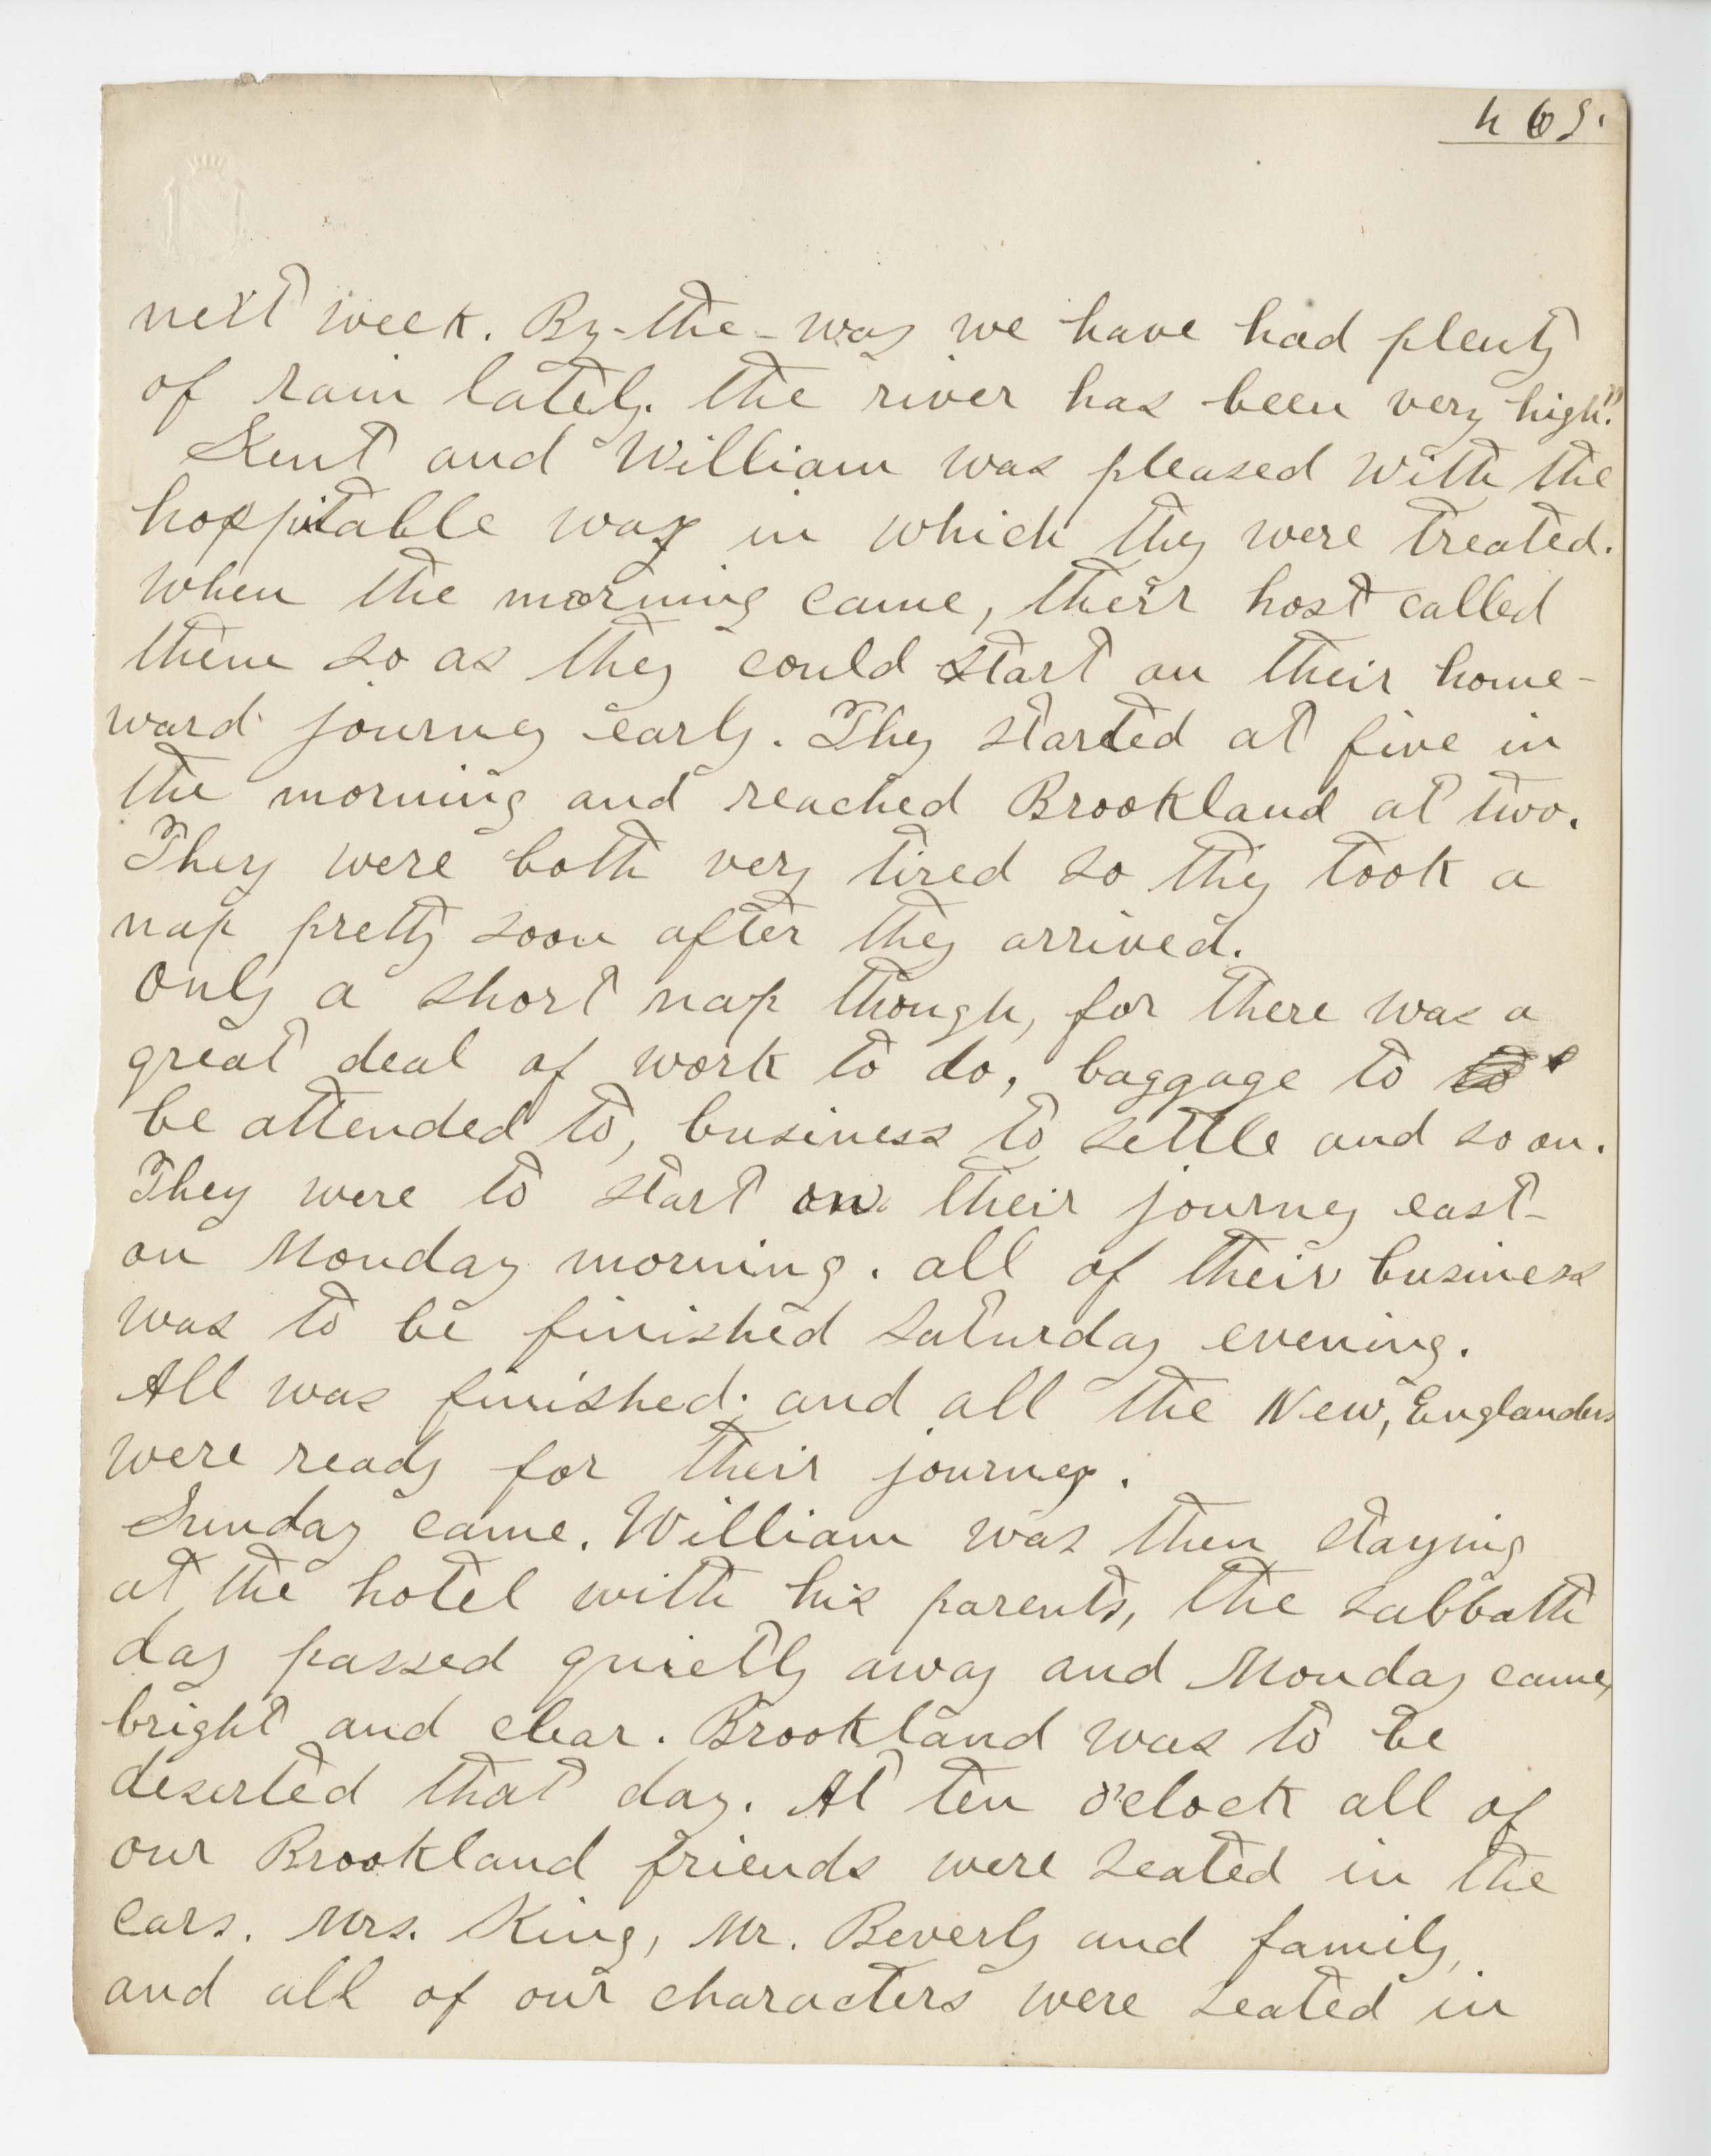 465.
next week. By-the-way we have had plenty
of rain lately. the river has been very high."
Kent and William was pleased with the
hospitable way in which they were treated.
When the morning came, their host called
them so as they could start on their home-
ward journey early. They started at five in
the morning and reached Brookland at two.
They were both very tired so they took a
nap pretty soon after they arrived.
Only a short nap though, for there was a
great deal of work to do, baggage to to
be attended to, business to settle and so on.
They were to start on their journey east-
on Monday morning. all of their business
was to be finished Saturday evening.
All was finished. and all the New, Englanders
were ready for their journey.
Sunday came. William was then staying
at the hotel with his parents, the sabbath
day passed quietly away and Monday came,
bright and clear. Brookland was to be
deserted that day. At ten o'clock all of
our Brookland friends were seated in the
cars. Mrs. King, Mr. Beverly and family,
and all of our characters were seated in